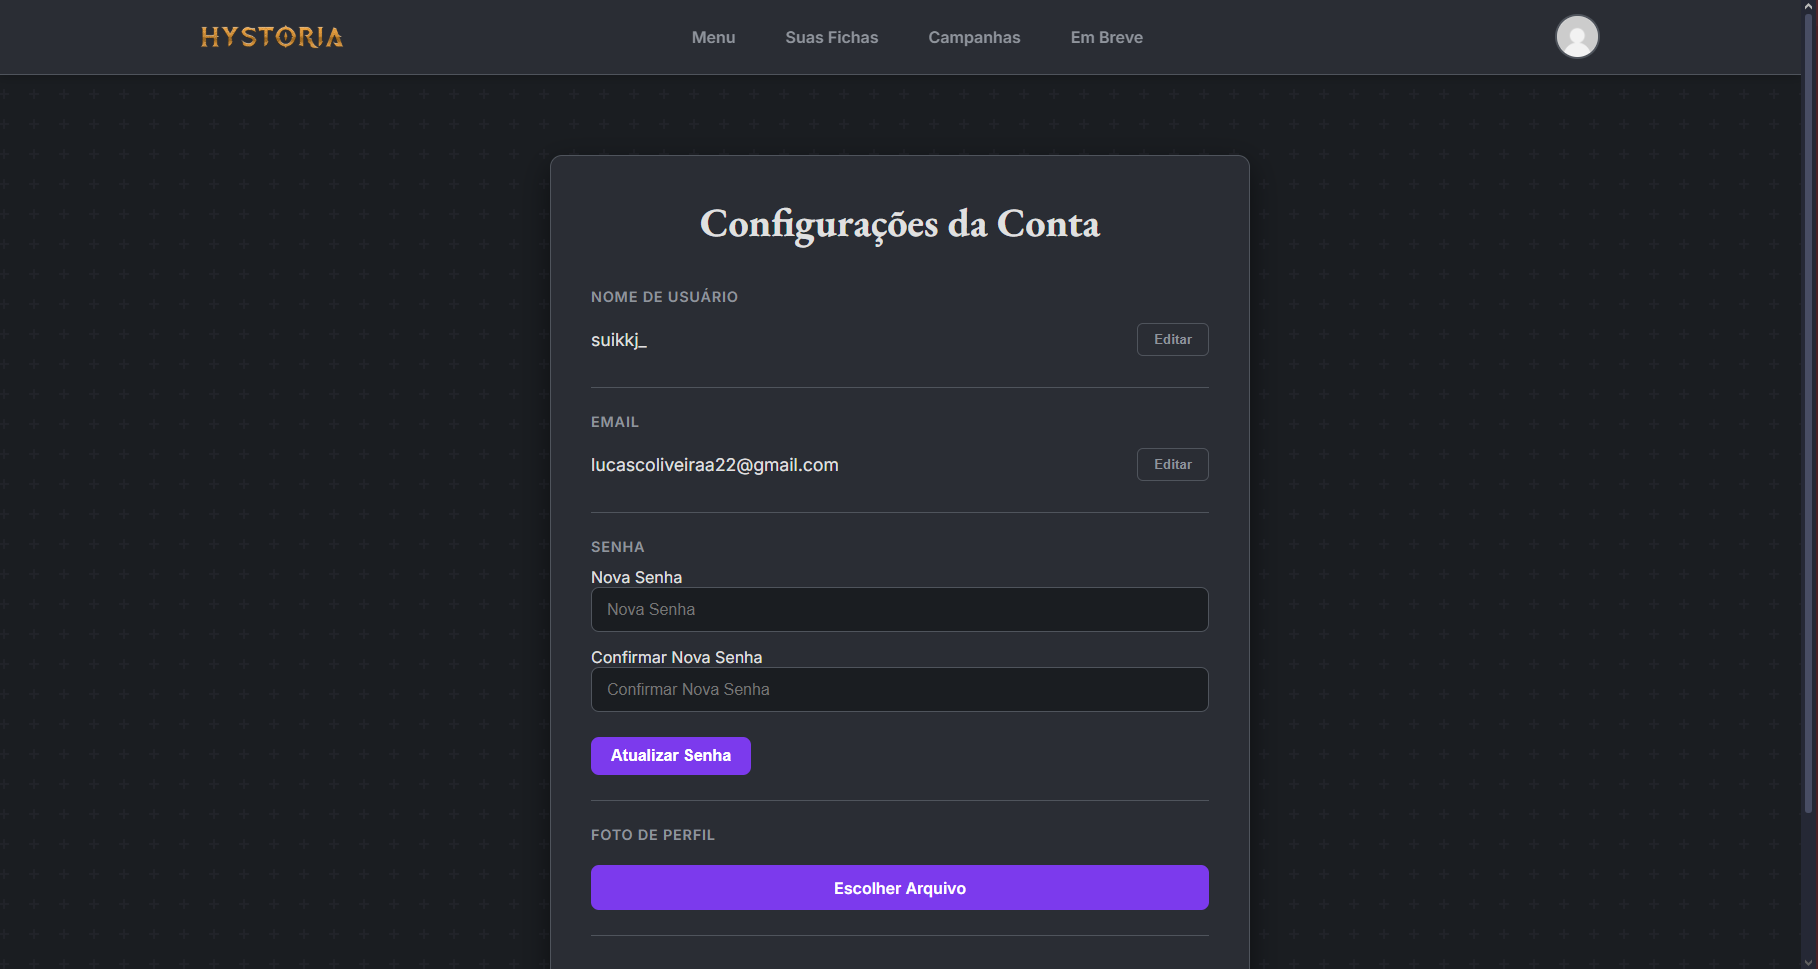 HYSTORIA
Menu
Suas Fichas
Campanhas
Em Breve
Configurações da Conta
NOME DE USUÁRIO
suikkj_
Editar
EMAIL
lucascoliveiraa22@gmail.com
Editar
SENHA
Nova Senha
Nova Senha
Confirmar Nova Senha
Confirmar Nova Senha
Atualizar Senha
FOTO DE PERFIL
Escolher Arquivo